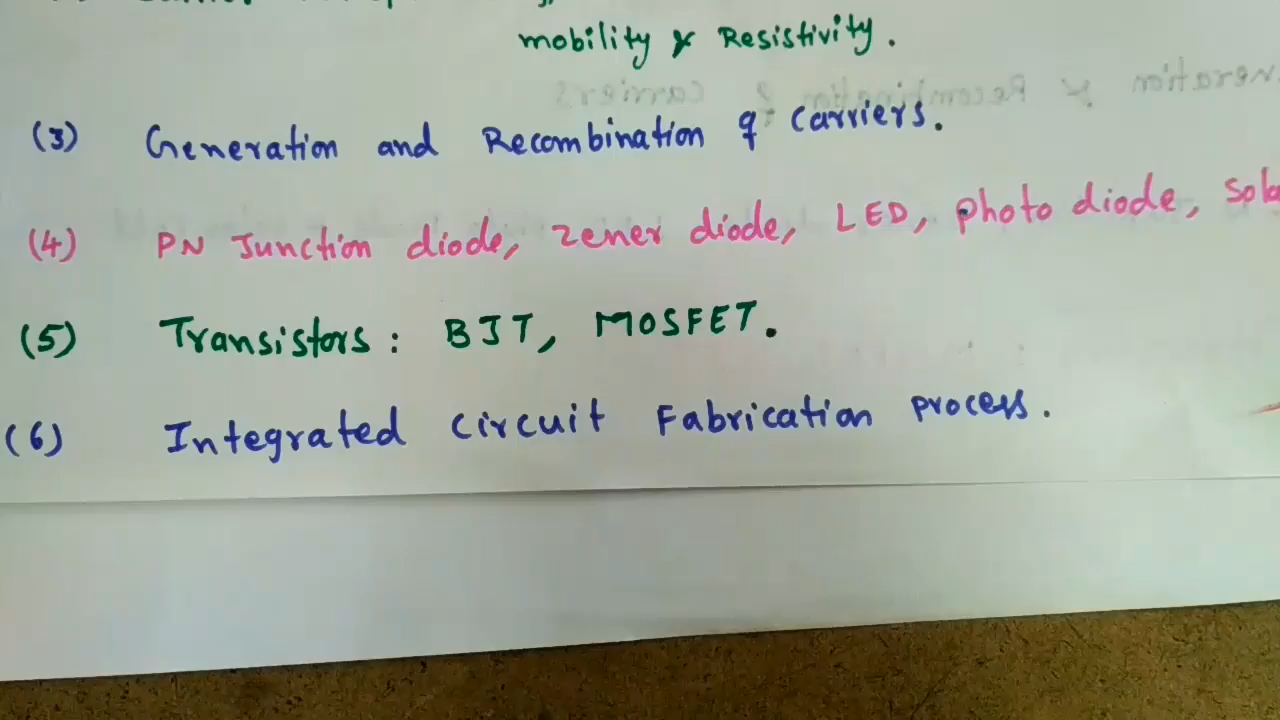 mobility & Resistivity.
(3) Generation and Recombination of Carriers.
(4) PN Junction diode, zener diode, LED, photo diode,
(5) Transistors: BJT, MOSFET.
(6) Integrated Circuit Fabrication process.